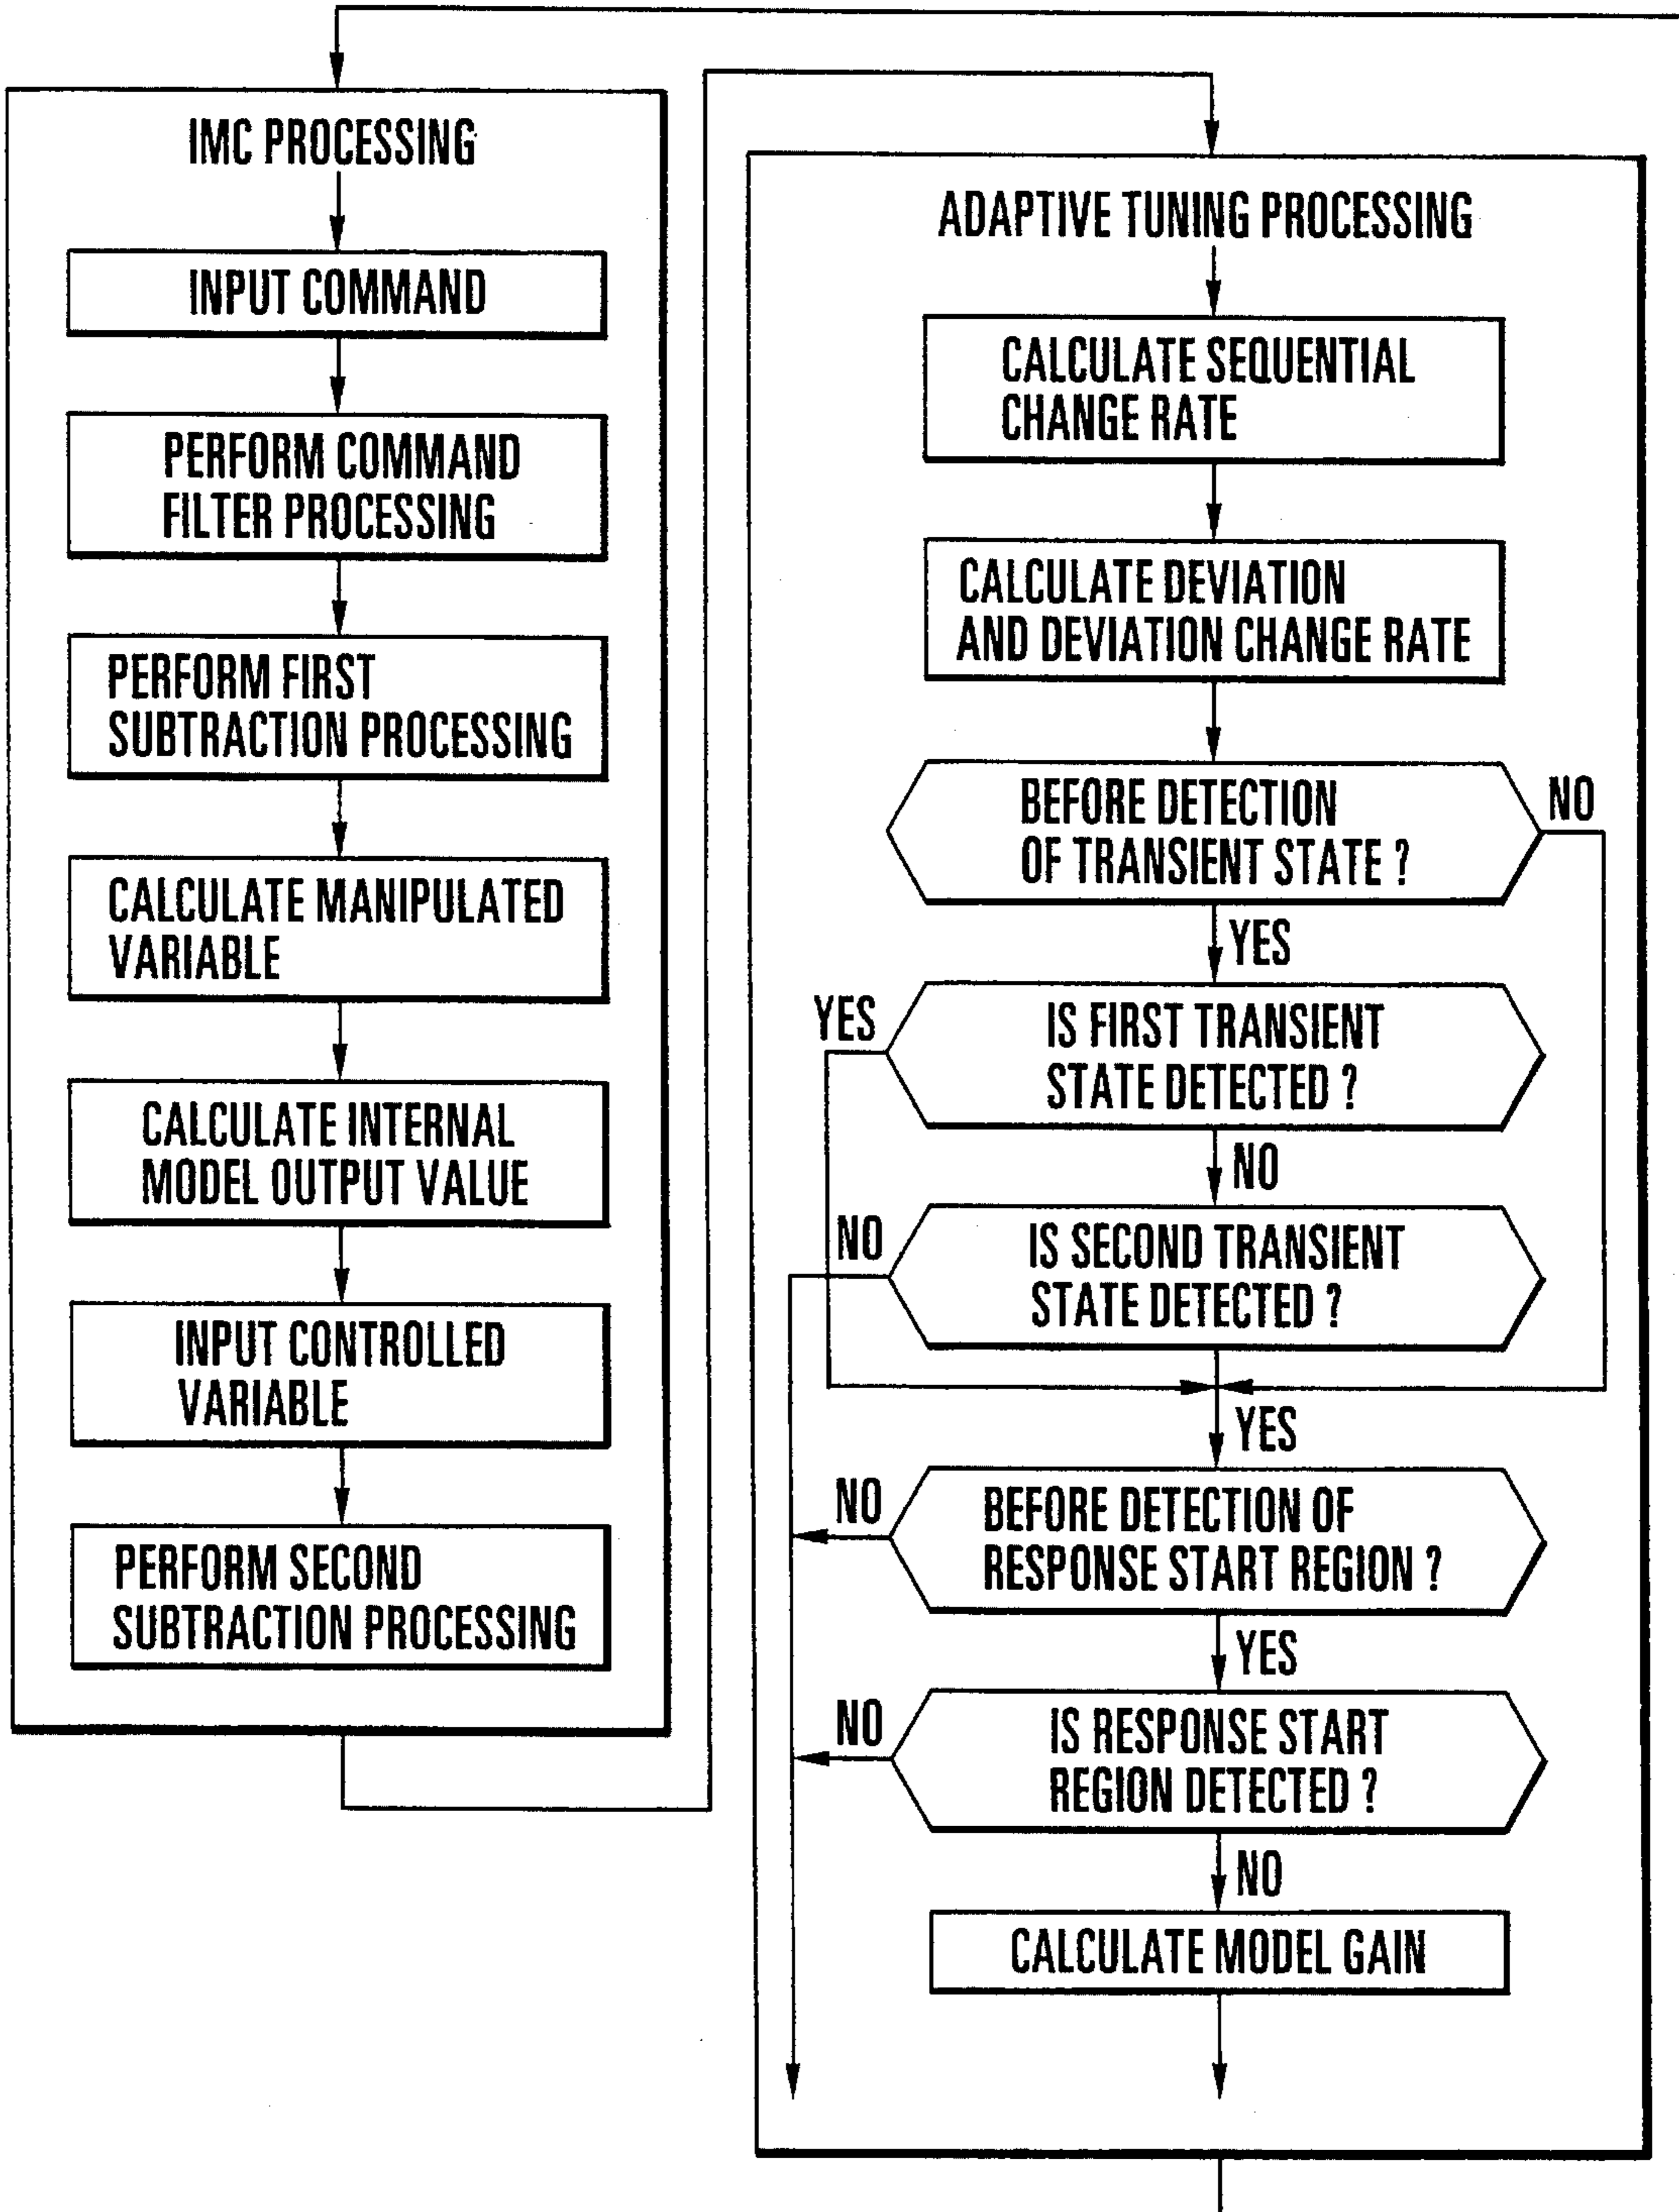 IMC PROCESSING
INPUT COMMAND
PERFORM COMMAND
FILTER PROCESSING
PERFORM FIRST
SUBTRACTION PROCESSING
CALCULATE MANIPULATED
VARIABLE
CALCULATE INTERNAL
MODEL OUTPUT VALUE
INPUT CONTROLLED
VARIABLE
PERFORM SECOND
SUBTRACTION PROCESSING
ADAPTIVE TUNING PROCESSING
CALCULATE SEQUENTIAL
CHANGE RATE
CALCULATE DEVIATION
AND DEVIATION CHANGE RATE
BEFORE DETECTION
OF TRANSIENT STATE ?
NO
YES
IS FIRST TRANSIENT
STATE DETECTED ?
YES
NO
IS SECOND TRANSIENT
STATE DETECTED ?
NO
YES
BEFORE DETECTION OF
RESPONSE START REGION ?
NO
YES
IS RESPONSE START
REGION DETECTED ?
NO
NO
CALCULATE MODEL GAIN